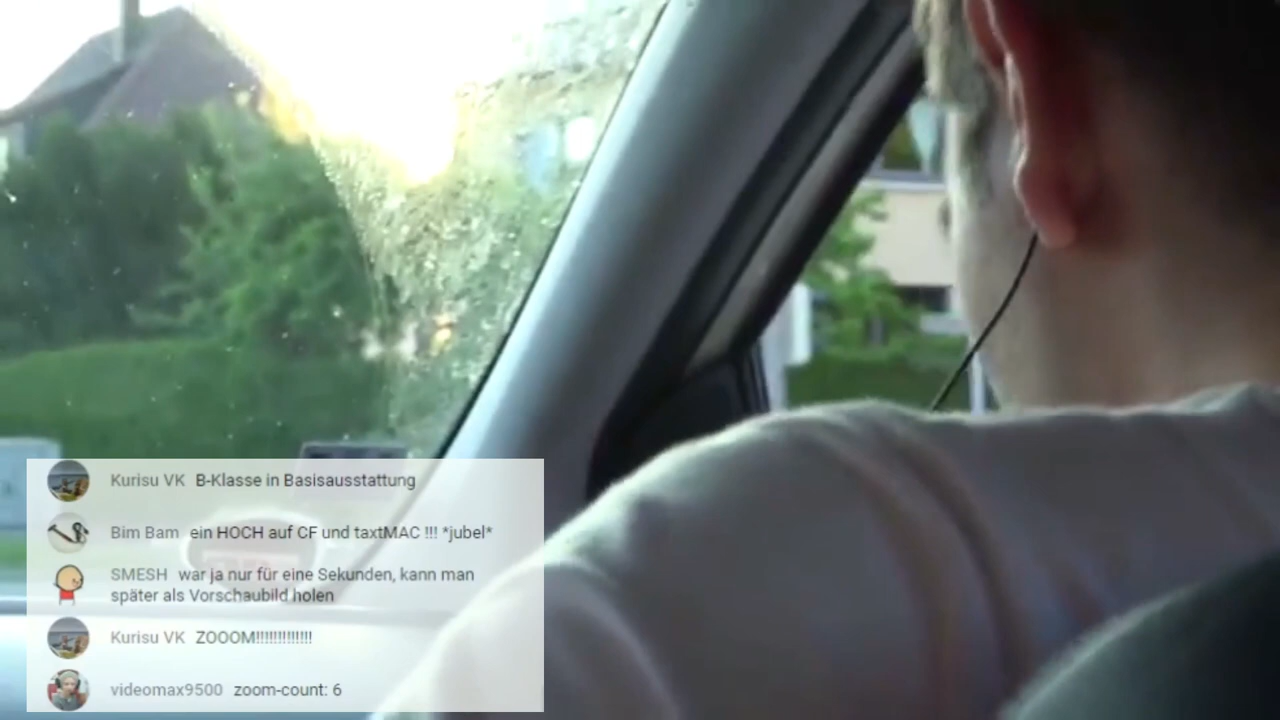 Kurisu VK B-Klasse in Basisausstattung
Bim Bam ein HOCH auf CF und taxtMAC !!! *jubel*
SMESH war ja nur für eine Sekunden, kann man
später als Vorschaubild holen
Kurisu VK ZOOOM!!!!!!!!!!!!!
videomax9500 zoom-count: 6